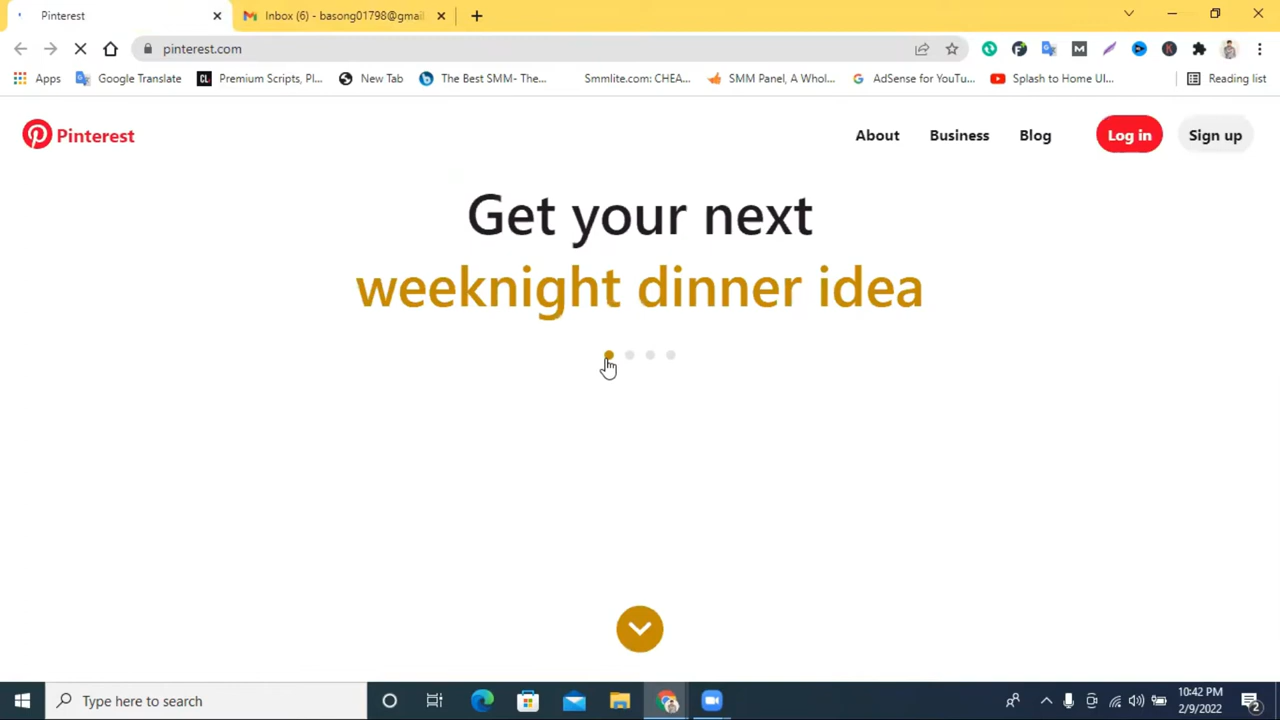 Pinterest
Inbox (6) - basong01798@gmai
pinterest.com
Apps
Google Translate
Premium Scripts, Pl...
New Tab
The Best SMM- The...
Smmlite.com: CHEA...
SMM Panel, A Whol...
AdSense for YouTu...
Splash to Home UI...
Reading list
Pinterest
About
Business
Blog
Log in
Sign up
Get your next
weeknight dinner idea
Type here to search
10:42 PM
2/9/2022
2